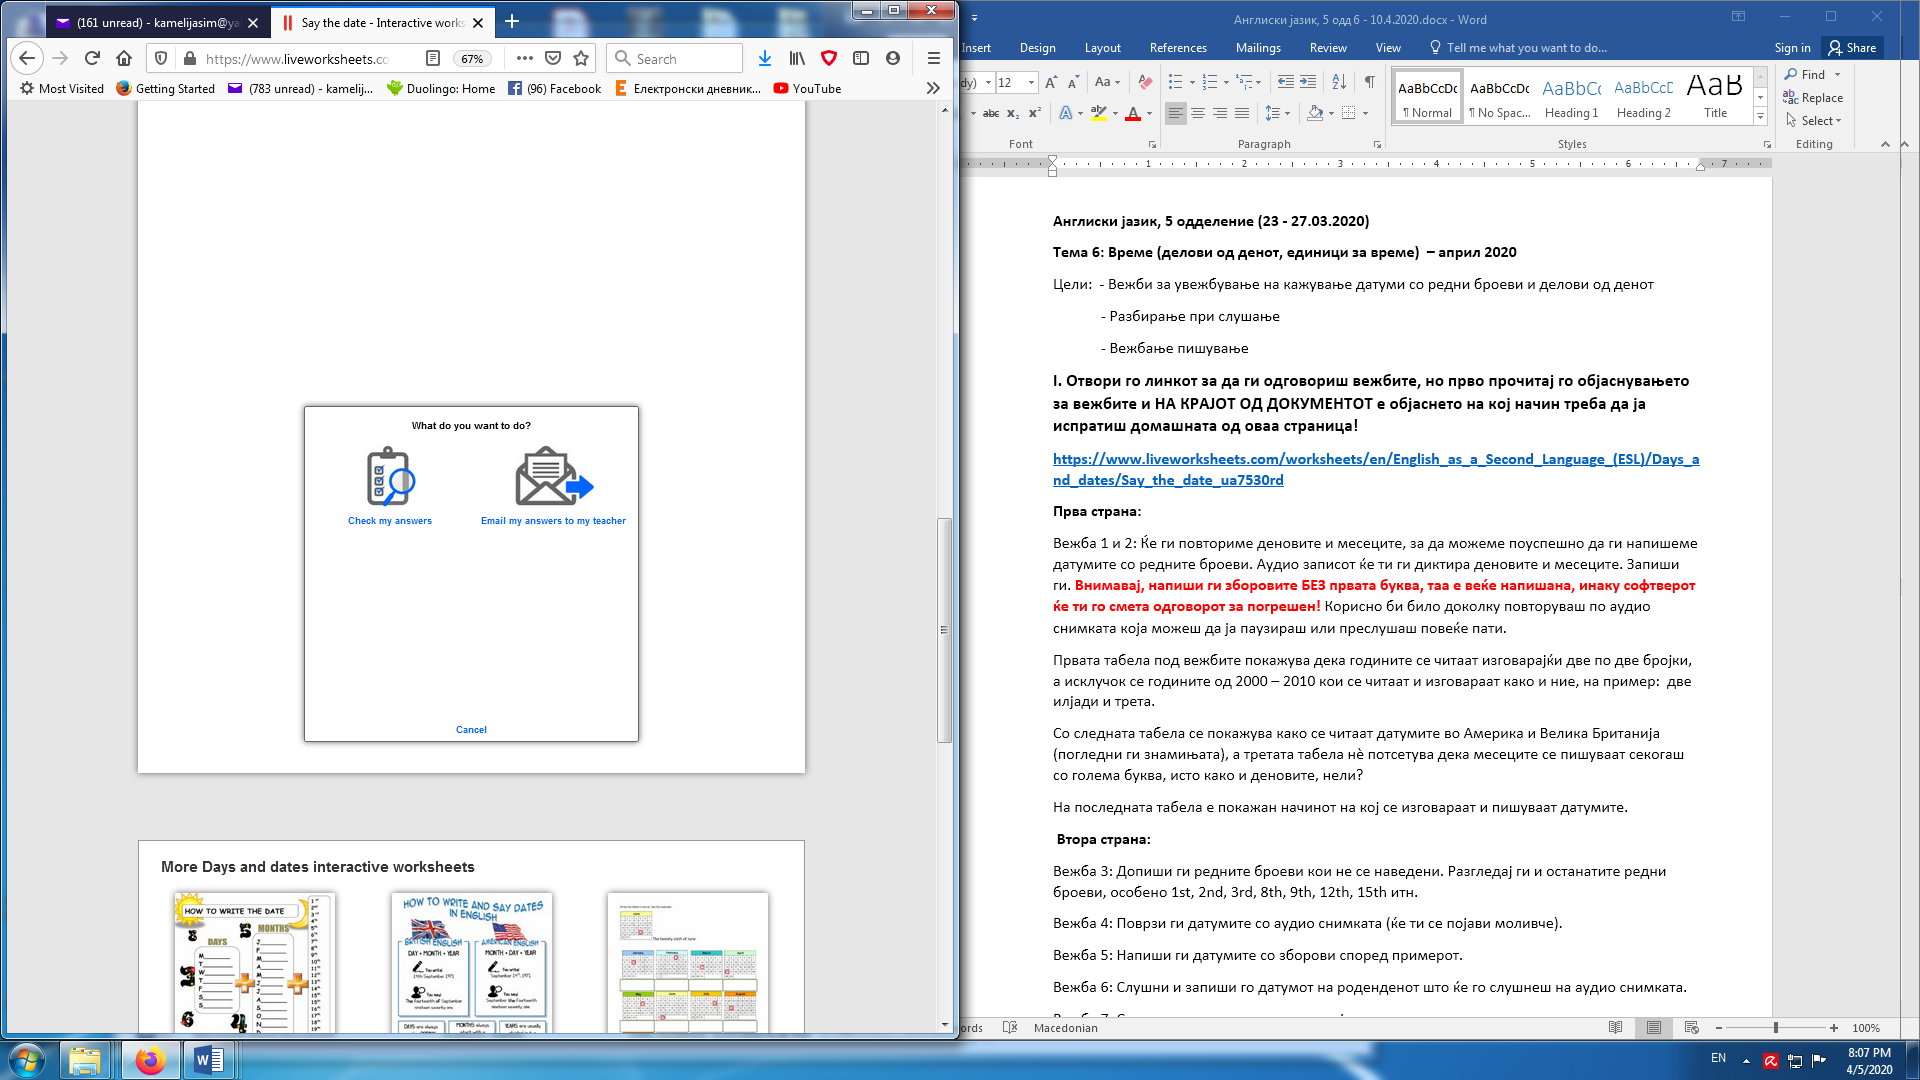 (161 unread) - kamelijasim@ya
Say the date - Interactive works
https://www.liveworksheets.co
67%
Search
Most Visited
Getting Started
(783 unread) - kamelij...
Duolingo: Home
(96) Facebook
Електронски дневник...
YouTube
What do you want to do?
Check my answers
Email my answers to my teacher
Cancel
More Days and dates interactive worksheets
HOW TO WRITE THE DATE
DAYS
MONTHS
HOW TO WRITE AND SAY DATES
IN ENGLISH
BRITISH ENGLISH
AMERICAN ENGLISH
DAY + MONTH + YEAR
MONTH + DAY + YEAR
Англиски јазик, 5 одд 6 - 10.4.2020.docx - Word
Insert
Design
Layout
References
Mailings
Review
View
Tell me what you want to do...
Sign in
Share
dy)
12
Aa
abc
Font
Paragraph
AaBbCcDc
¶ Normal
AaBbCcDc
¶ No Spac...
AaBbCc
Heading 1
AaBbCcD
Heading 2
AaB
Title
Styles
Find
Replace
Select
Editing
1 2 3 4 5 6 7
Англиски јазик, 5 одделение (23 - 27.03.2020)
Тема 6: Време (делови од денот, единици за време) – април 2020
Цели: - Вежби за увежбување на кажување датуми со редни броеви и делови од денот
- Разбирање при слушање
- Вежбање пишување
I. Отвори го линкот за да ги одговориш вежбите, но прво прочитај го објаснувањето
за вежбите и НА КРАЈОТ ОД ДОКУМЕНТОТ е објаснето на кој начин треба да ја
испратиш домашната од оваа страница!
https://www.liveworksheets.com/worksheets/en/English_as_a_Second_Language_(ESL)/Days_a
nd_dates/Say_the_date_ua7530rd
Прва страна:
Вежба 1 и 2: Ќе ги повториме деновите и месеците, за да можеме поуспешно да ги напишеме
датумите со редните броеви. Аудио записот ќе ти ги диктира деновите и месеците. Запиши
ги. Внимавај, напиши ги зборовите БЕЗ првата буква, таа е веќе напишана, инаку софтверот
ќе ти го смета одговорот за погрешен! Корисно би било доколку повторуваш по аудио
снимката која можеш да ја паузираш или преслушаш повеќе пати.
Првата табела под вежбите покажува дека годините се читаат изговарајќи две по две бројки,
а исклучок се годините од 2000 – 2010 кои се читаат и изговараат како и ние, на пример: две
илјади и трета.
Со следната табела се покажува како се читаат датумите во Америка и Велика Британија
(погледни ги знамињата), а третата табела нѐ потсетува дека месеците се пишуваат секогаш
со голема буква, исто како и деновите, нели?
На последната табела е покажан начинот на кој се изговараат и пишуваат датумите.
Втора страна:
Вежба 3: Допиши ги редните броеви кои не се наведени. Разгледај ги и останатите редни
броеви, особено 1st, 2nd, 3rd, 8th, 9th, 12th, 15th итн.
Вежба 4: Поврзи ги датумите со аудио снимката (ќе ти се појави моливче).
Вежба 5: Напиши ги датумите со зборови според примерот.
Вежба 6: Слушни и запиши го датумот на роденденот што ќе го слушнеш на аудио снимката.
ords
Macedonian
100%
EN
8:07 PM
4/5/2020